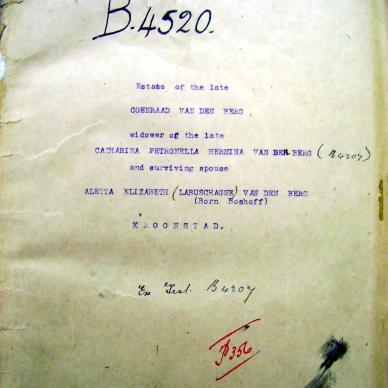 B.4520.
Estate of the late
COENRAAD VAN DEN BERG
widower of the late
CATHARINA PETRONELLA HERMINA VAN DEN BERG (B4307)
and surviving spouse
ALETTA ELIZABETH (LABUSCHAGNE) VAN DEN BERG
(Born Boshoff)
KROONSTAD.
Ex Test. B4307